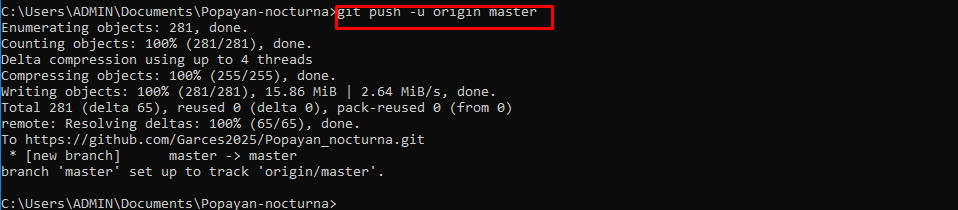 C:\Users\ADMIN\Documents\Popayan-nocturna>git push -u origin master
Enumerating objects: 281, done.
Counting objects: 100% (281/281), done.
Delta compression using up to 4 threads
Compressing objects: 100% (255/255), done.
Writing objects: 100% (281/281), 15.86 MiB | 2.64 MiB/s, done.
Total 281 (delta 65), reused 0 (delta 0), pack-reused 0 (from 0)
remote: Resolving deltas: 100% (65/65), done.
To https://github.com/Garces2025/Popayan_nocturna.git
 * [new branch]      master -> master
branch 'master' set up to track 'origin/master'.
C:\Users\ADMIN\Documents\Popayan-nocturna>